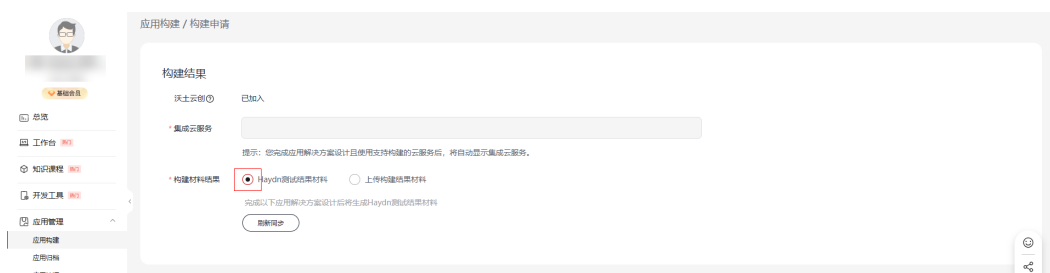 应用构建 / 构建申请
基础会员
总览
工作台 热门
知识课程 热门
开发工具 热门
应用管理
应用构建
应用归档
构建结果
沃土云创 已加入
* 集成云服务
提示：您完成应用解决方案设计且使用支持构建的云服务后，将自动显示集成云服务。
* 构建材料结果 Haydn测试结果材料 上传构建结果材料
完成以下应用解决方案设计后将生成Haydn测试结果材料
刷新同步